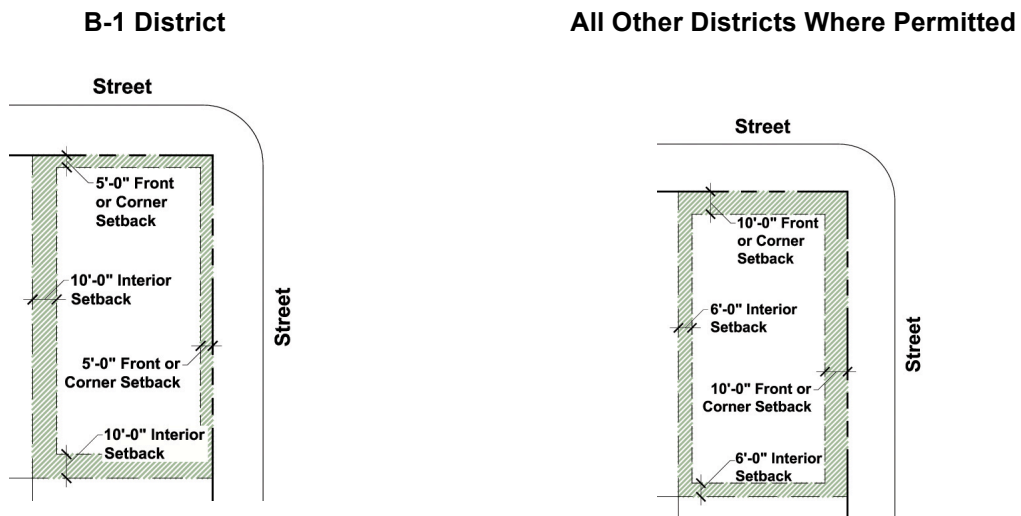 B-1 District
Street
5'-0" Front
or Corner
Setback
10'-0" Interior
Setback
Street
5'-0" Front or
Corner Setback
10'-0" Interior
Setback
All Other Districts Where Permitted
Street
10'-0" Front
or Corner
Setback
6'-0" Interior
Setback
Street
10'-0" Front or
Corner Setback
6'-0" Interior
Setback